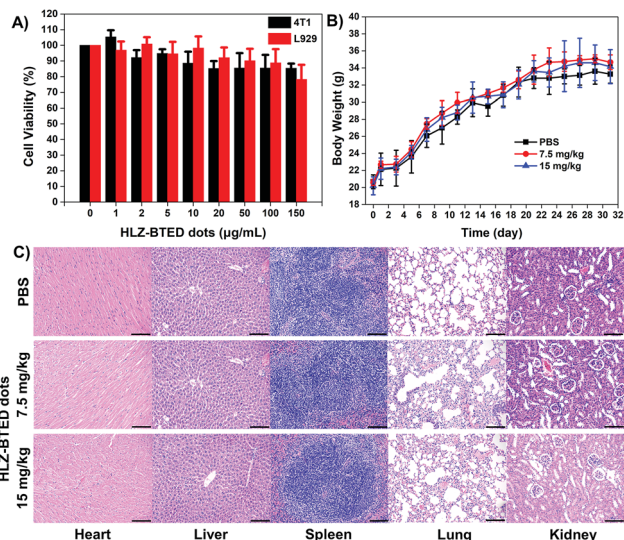 A)
4T1
L929
120
110
100
90
80
70
60
50
40
30
20
10
0
Cell Viability (%)
0 1 2 5 10 20 50 100 150
HLZ-BTED dots (μg/mL)
B)
40
38
36
34
32
30
28
26
24
22
20
18
Body Weight (g)
PBS
7.5 mg/kg
15 mg/kg
0 2 4 6 8 10 12 14 16 18 20 22 24 26 28 30 32
Time (day)
C)
PBS
7.5 mg/kg
15 mg/kg
HLZ-BTED dots
Heart Liver Spleen Lung Kidney